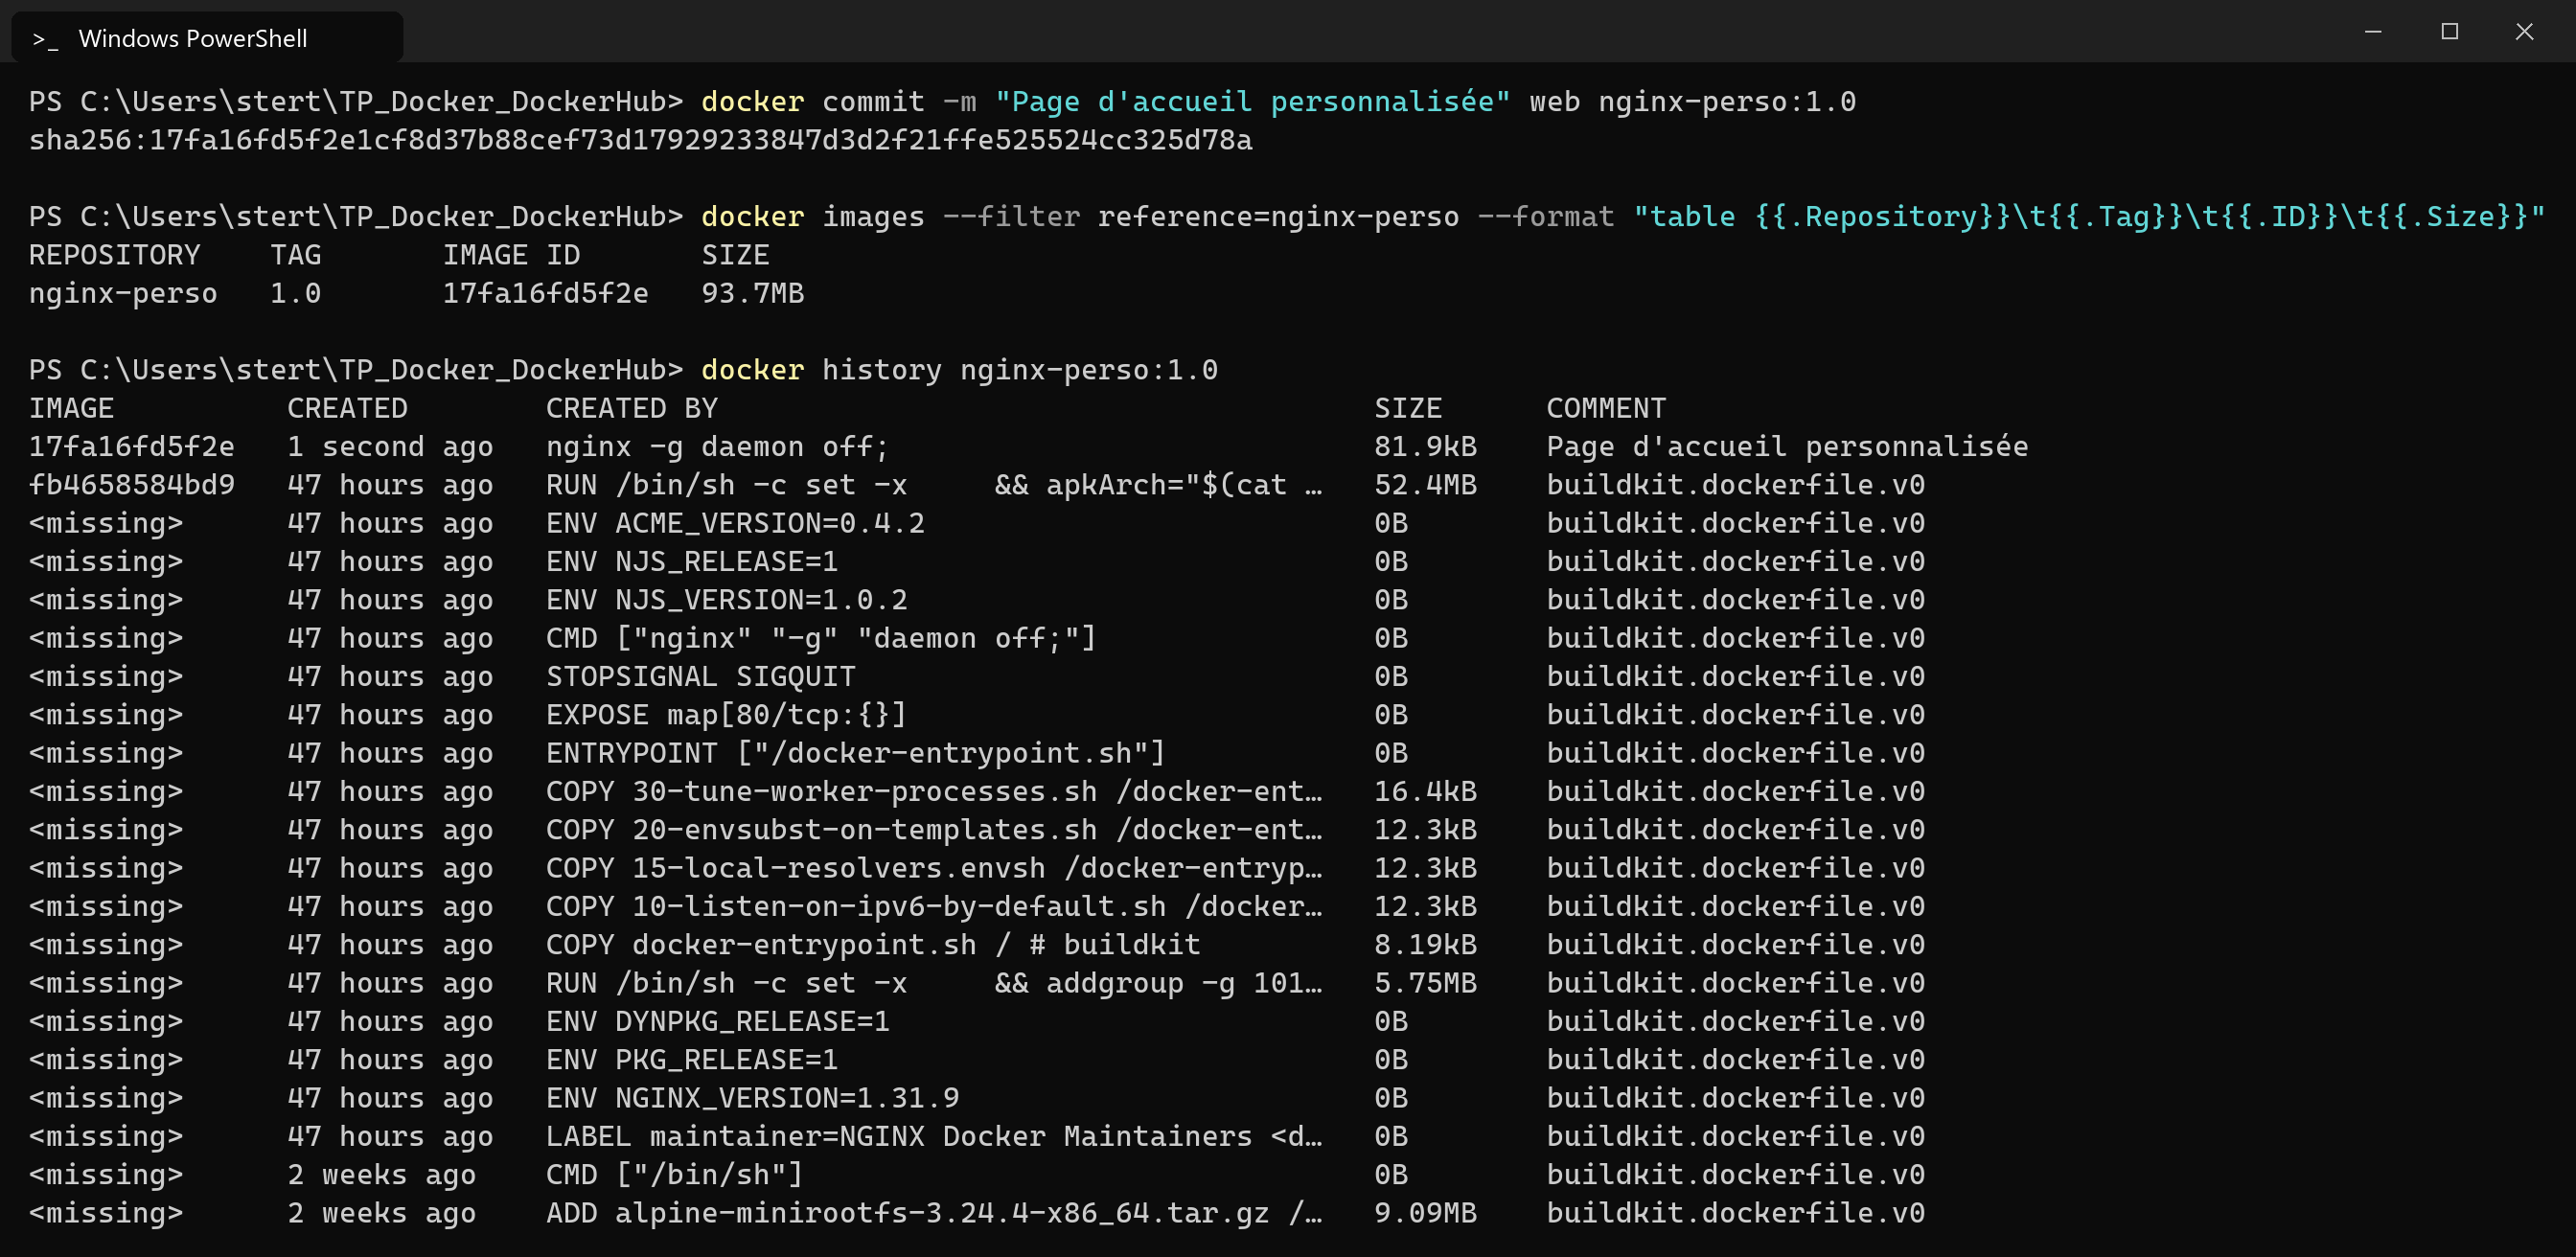 >_ Windows PowerShell
PS C:\Users\stert\TP_Docker_DockerHub> docker commit -m "Page d'accueil personnalisée" web nginx-perso:1.0
sha256:17fa16fd5f2e1cf8d37b88cef73d17929233847d3d2f21ffe525524cc325d78a
PS C:\Users\stert\TP_Docker_DockerHub> docker images --filter reference=nginx-perso --format "table {{.Repository}}\t{{.Tag}}\t{{.ID}}\t{{.Size}}"
REPOSITORY    TAG       IMAGE ID       SIZE
nginx-perso   1.0       17fa16fd5f2e   93.7MB
PS C:\Users\stert\TP_Docker_DockerHub> docker history nginx-perso:1.0
IMAGE          CREATED        CREATED BY                                      SIZE      COMMENT
17fa16fd5f2e   1 second ago   nginx -g daemon off;                            81.9kB    Page d'accueil personnalisée
fb4658584bd9   47 hours ago   RUN /bin/sh -c set -x     && apkArch="$(cat …   52.4MB    buildkit.dockerfile.v0
<missing>      47 hours ago   ENV ACME_VERSION=0.4.2                          0B        buildkit.dockerfile.v0
<missing>      47 hours ago   ENV NJS_RELEASE=1                               0B        buildkit.dockerfile.v0
<missing>      47 hours ago   ENV NJS_VERSION=1.0.2                           0B        buildkit.dockerfile.v0
<missing>      47 hours ago   CMD ["nginx" "-g" "daemon off;"]                0B        buildkit.dockerfile.v0
<missing>      47 hours ago   STOPSIGNAL SIGQUIT                              0B        buildkit.dockerfile.v0
<missing>      47 hours ago   EXPOSE map[80/tcp:{}]                           0B        buildkit.dockerfile.v0
<missing>      47 hours ago   ENTRYPOINT ["/docker-entrypoint.sh"]            0B        buildkit.dockerfile.v0
<missing>      47 hours ago   COPY 30-tune-worker-processes.sh /docker-ent…   16.4kB    buildkit.dockerfile.v0
<missing>      47 hours ago   COPY 20-envsubst-on-templates.sh /docker-ent…   12.3kB    buildkit.dockerfile.v0
<missing>      47 hours ago   COPY 15-local-resolvers.envsh /docker-entryp…   12.3kB    buildkit.dockerfile.v0
<missing>      47 hours ago   COPY 10-listen-on-ipv6-by-default.sh /docker…   12.3kB    buildkit.dockerfile.v0
<missing>      47 hours ago   COPY docker-entrypoint.sh / # buildkit          8.19kB    buildkit.dockerfile.v0
<missing>      47 hours ago   RUN /bin/sh -c set -x     && addgroup -g 101…   5.75MB    buildkit.dockerfile.v0
<missing>      47 hours ago   ENV DYNPKG_RELEASE=1                            0B        buildkit.dockerfile.v0
<missing>      47 hours ago   ENV PKG_RELEASE=1                               0B        buildkit.dockerfile.v0
<missing>      47 hours ago   ENV NGINX_VERSION=1.31.9                        0B        buildkit.dockerfile.v0
<missing>      47 hours ago   LABEL maintainer=NGINX Docker Maintainers <d…   0B        buildkit.dockerfile.v0
<missing>      2 weeks ago    CMD ["/bin/sh"]                                 0B        buildkit.dockerfile.v0
<missing>      2 weeks ago    ADD alpine-minirootfs-3.24.4-x86_64.tar.gz /…   9.09MB    buildkit.dockerfile.v0